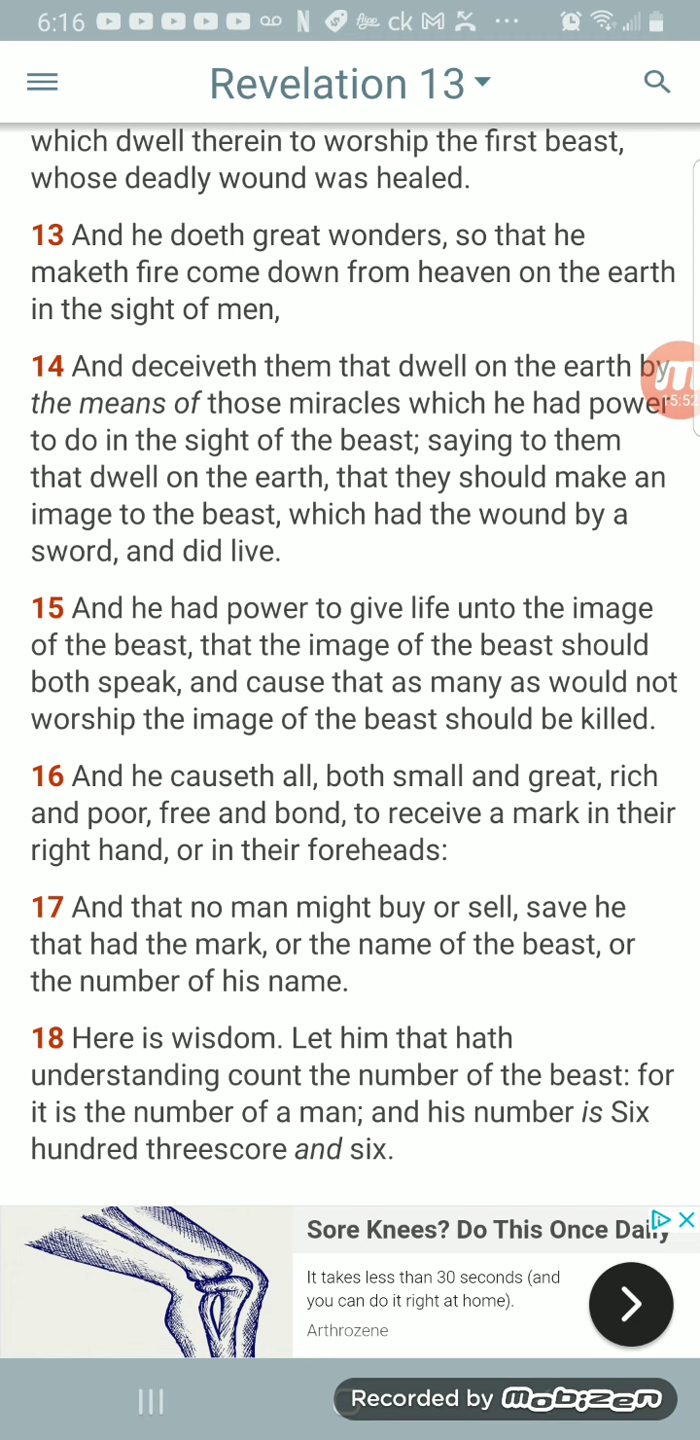 6:16 N flipp ck M ...
Revelation 13
which dwell therein to worship the first beast,
whose deadly wound was healed.
13 And he doeth great wonders, so that he
maketh fire come down from heaven on the earth
in the sight of men,
14 And deceiveth them that dwell on the earth by
the means of those miracles which he had power
to do in the sight of the beast; saying to them
that dwell on the earth, that they should make an
image to the beast, which had the wound by a
sword, and did live.
15 And he had power to give life unto the image
of the beast, that the image of the beast should
both speak, and cause that as many as would not
worship the image of the beast should be killed.
16 And he causeth all, both small and great, rich
and poor, free and bond, to receive a mark in their
right hand, or in their foreheads:
17 And that no man might buy or sell, save he
that had the mark, or the name of the beast, or
the number of his name.
18 Here is wisdom. Let him that hath
understanding count the number of the beast: for
it is the number of a man; and his number is Six
hundred threescore and six.
m
15:52
Sore Knees? Do This Once Daily
It takes less than 30 seconds (and
you can do it right at home).
Arthrozene
Recorded by mobizen